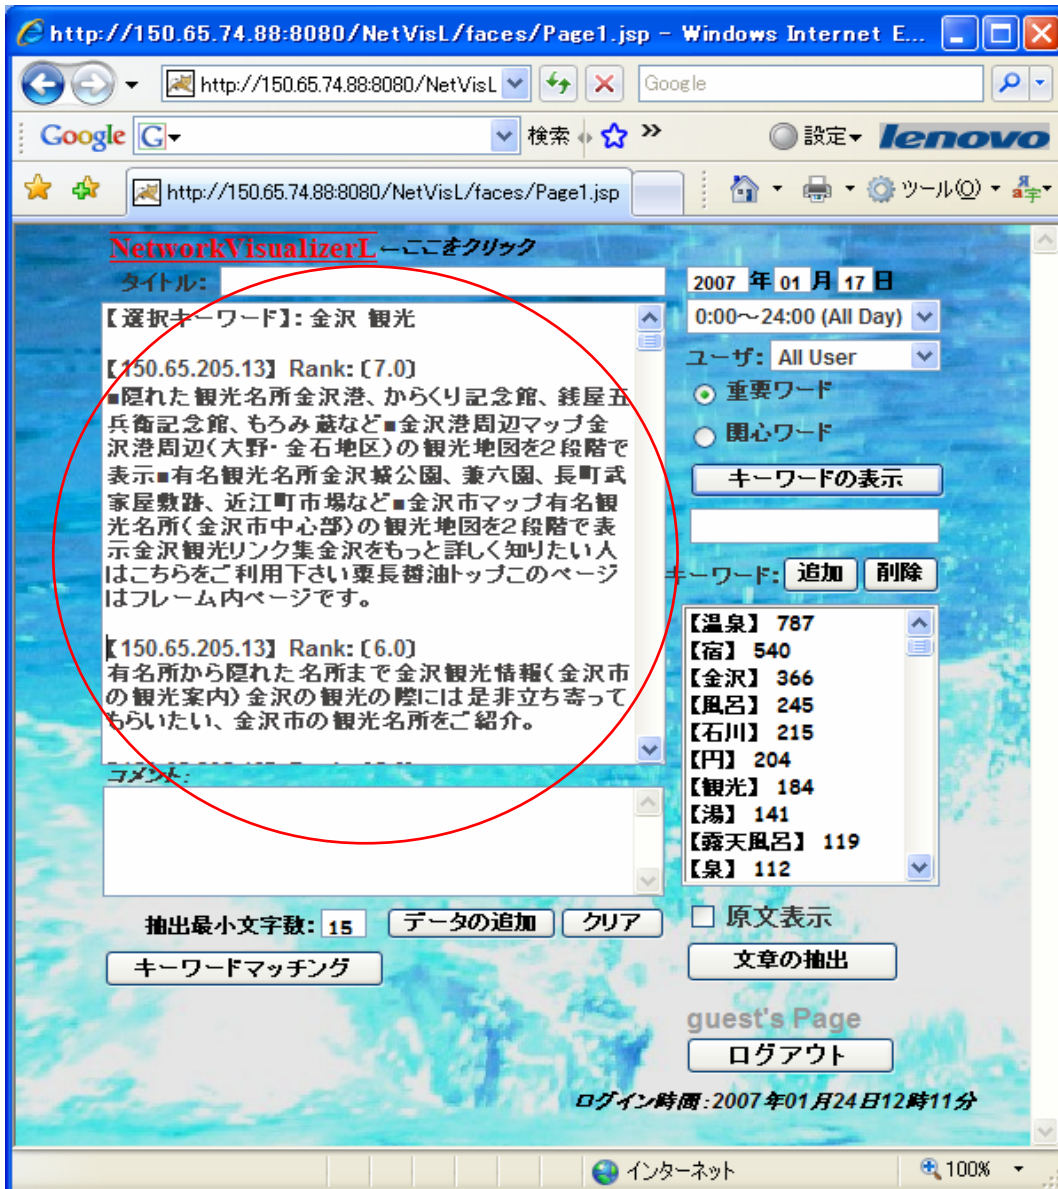 http://150.65.74.88:8080/NetVisL/faces/Page1.jsp - Windows Internet E...
http://150.65.74.88:8080/NetVisL
Google
Google
G
検索
»
設定
lenovo
http://150.65.74.88:8080/NetVisL/faces/Page1.jsp
ツール(O)
NetworkVisualizerL←ここをクリック
タイトル:
【選択キーワード】: 金沢 観光
【150.65.205.13】 Rank: [7.0]
■隠れた観光名所金沢港、からくり記念館、銭屋五
兵衛記念館、もろみ蔵など■金沢港周辺マップ金
沢港周辺(大野・金石地区)の観光地図を2段階で
表示■有名観光名所金沢城公園、兼六園、長町武
家屋敷跡、近江町市場など■金沢市マップ有名観
光名所(金沢市中心部)の観光地図を2段階で表
示金沢観光リンク集金沢をもっと詳しく知りたい人
はこちらをご利用下さい粟長醤油トップこのページ
はフレーム内ページです。
【150.65.205.13】 Rank: [6.0]
有名所から隠れた名所まで金沢観光情報(金沢市
の観光案内)金沢の観光の際には是非立ち寄って
もらいたい、金沢市の観光名所をご紹介。
コメント:
抽出最小文字数: 15
データの追加
クリア
キーワードマッチング
2007 年 01 月 17 日
0:00～24:00 (All Day)
ユーザ: All User
重要ワード
関心ワード
キーワードの表示
キーワード: 追加 削除
【温泉】 787
【宿】 540
【金沢】 366
【風呂】 245
【石川】 215
【円】 204
【観光】 184
【湯】 141
【露天風呂】 119
【泉】 112
原文表示
文章の抽出
guest's Page
ログアウト
ログイン時間:2007年01月24日12時11分
インターネット
100%